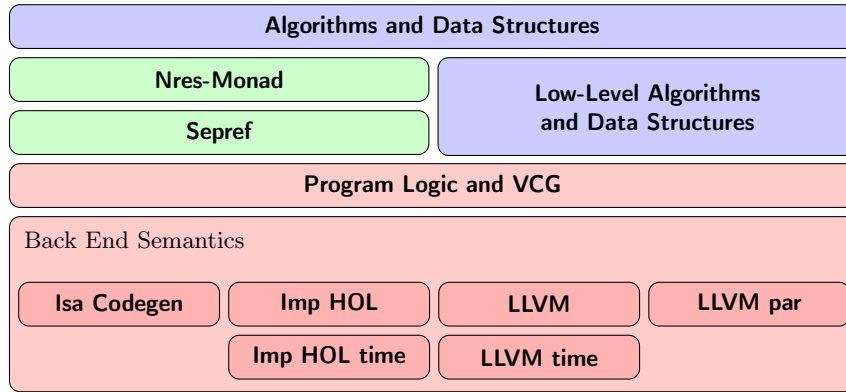 Algorithms and Data Structures
Nres-Monad
Low-Level Algorithms
and Data Structures
Sepref
Program Logic and VCG
Back End Semantics
Isa Codegen
Imp HOL
LLVM
LLVM par
Imp HOL time
LLVM time